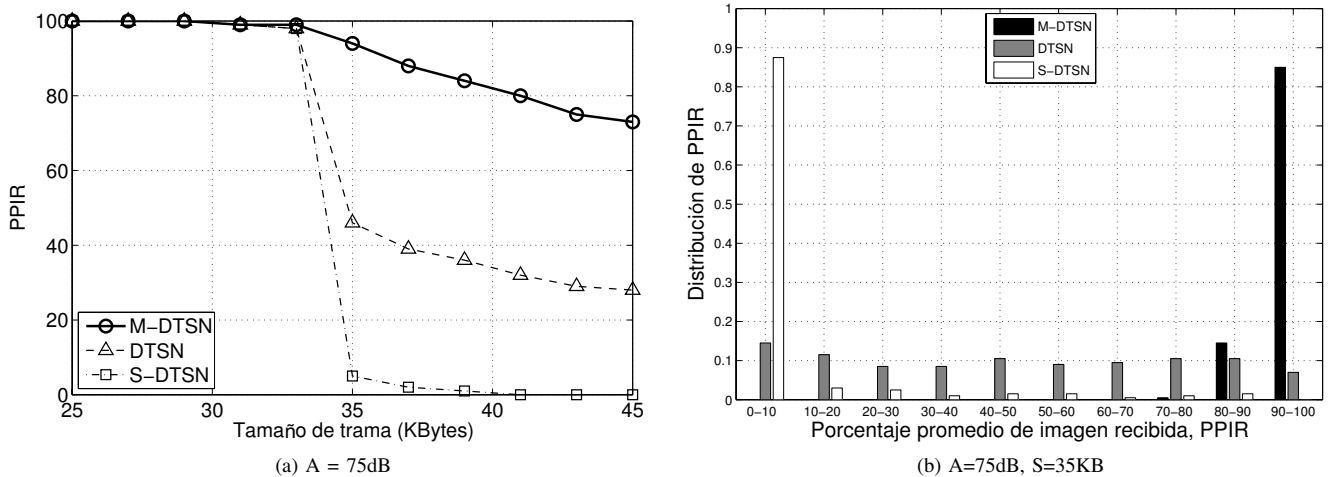 100
80
60
40
20
0
PPIR
M−DTSN
DTSN
S−DTSN
25
30
35
40
45
Tamaño de trama (KBytes)
(a) A = 75dB
1
0.9
0.8
0.7
0.6
0.5
0.4
0.3
0.2
0.1
0
Distribución de PPIR
M−DTSN
DTSN
S−DTSN
0−10
10−20
20−30
30−40
40−50
50−60
60−70
70−80
80−90
90−100
Porcentaje promedio de imagen recibida, PPIR
(b) A=75dB, S=35KB